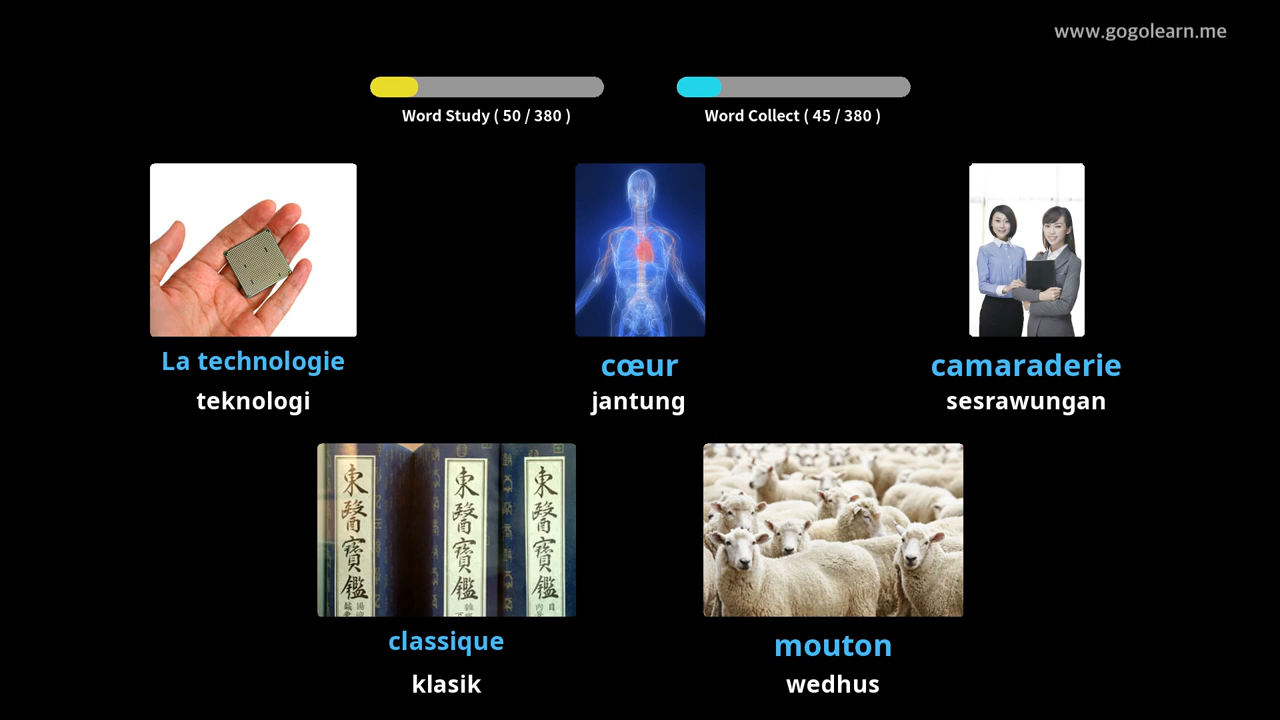 www.gogolearn.me
Word Study ( 50 / 380 )
Word Collect ( 45 / 380 )
La technologie
teknologi
cœur
jantung
camaraderie
sesrawungan
東醫寶鑑
東醫寶鑑
東醫寶鑑
classique
klasik
mouton
wedhus